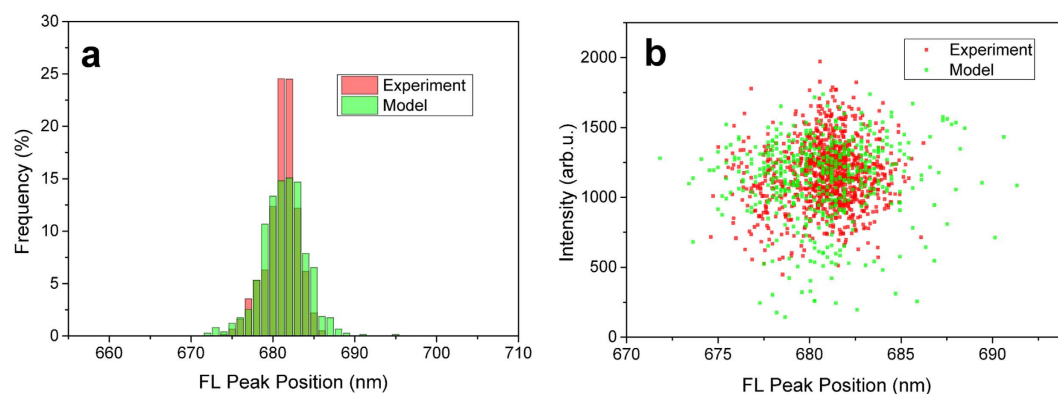 a
30
25
20
15
10
5
0
Frequency (%)
Experiment
Model
660
670
680
690
700
710
FL Peak Position (nm)
b
2000
1500
1000
500
0
Intensity (arb.u.)
Experiment
Model
670
675
680
685
690
FL Peak Position (nm)